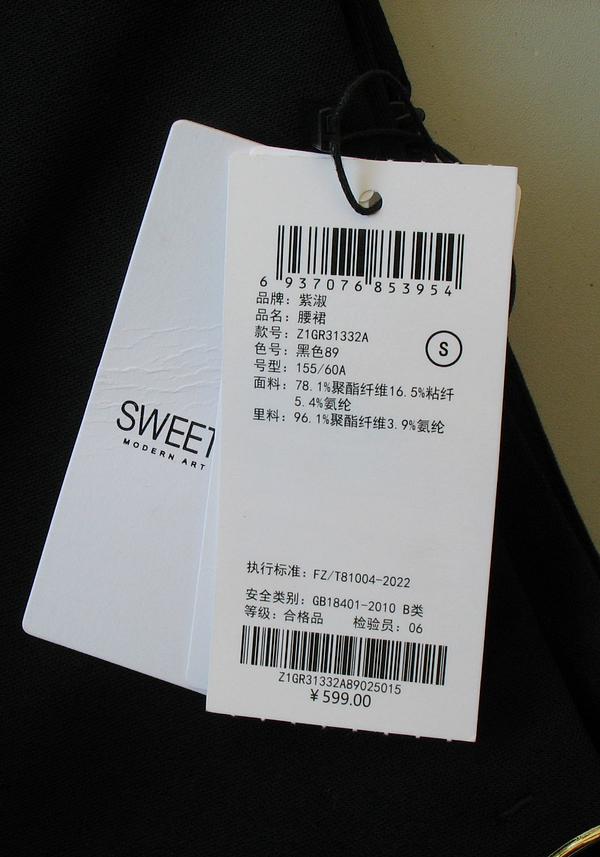 SWEET
MODERN ART
6 937076 853954
品牌：紫淑
品名：腰裙
款号：Z1GR31332A
色号：黑色89
号型：155/60A
S
面料：78.1%聚酯纤维16.5%粘纤
5.4%氨纶
里料：96.1%聚酯纤维3.9%氨纶
执行标准：FZ/T81004-2022
安全类别：GB18401-2010 B类
等级：合格品 检验员：06
Z1GR31332A89025015
¥599.00